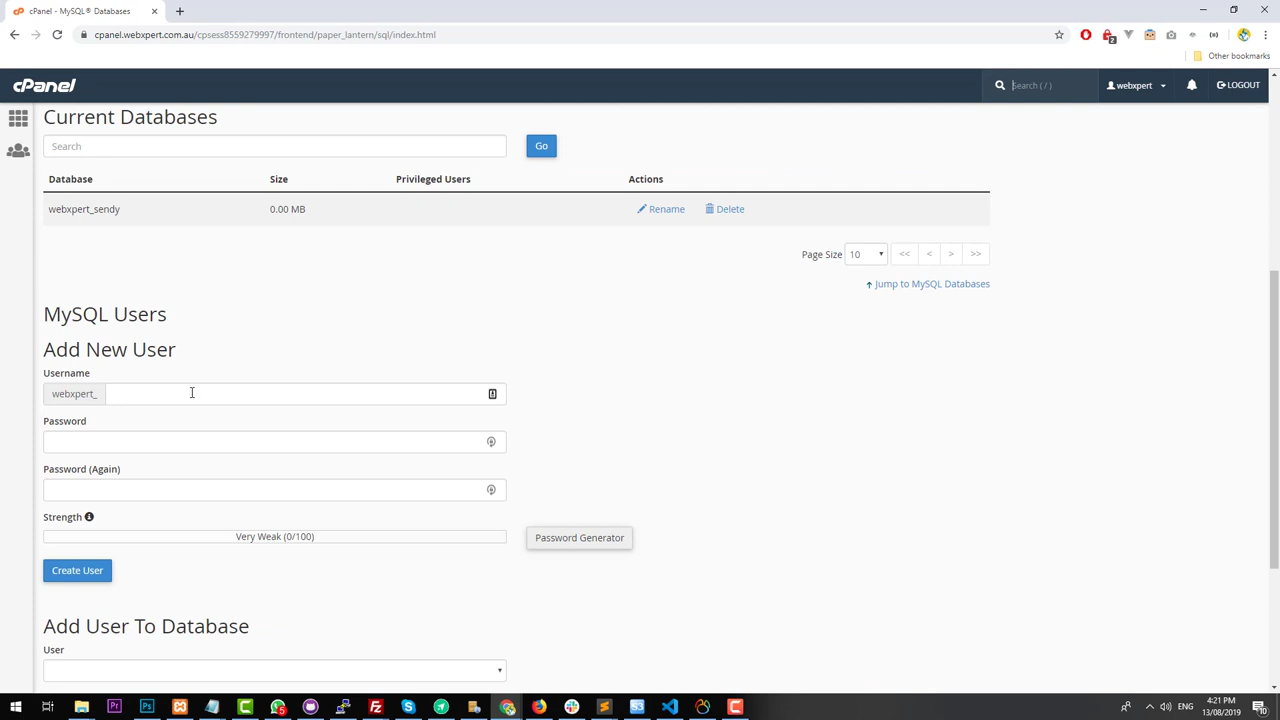 cPanel - MySQL® Databases
cpanel.webxpert.com.au/cpsess8559279997/frontend/paper_lantern/sql/index.html
2
Other bookmarks
cPanel
Search ( / )
webxpert
LOGOUT
Current Databases
Search
Go
Database Size Privileged Users Actions
webxpert_sendy 0.00 MB Rename Delete
Page Size 10 << < > >>
Jump to MySQL Databases
MySQL Users
Add New User
Username
webxpert_
Password
Password (Again)
Strength
Very Weak (0/100)
Password Generator
Create User
Add User To Database
User
ENG
4:21 PM
13/08/2019